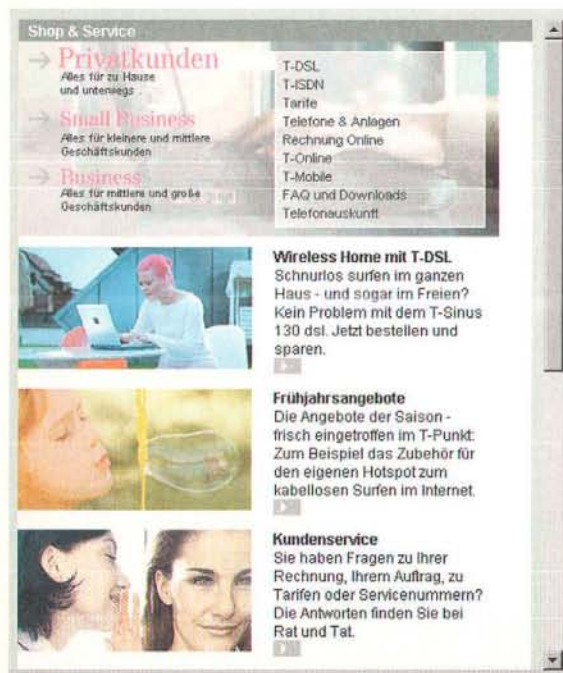 Shop & Service
Privatkunden
Alles für zu Hause
und unterwegs .
Small Business
Alles für kleinere und mittlere
Geschäftskunden
Business
Alles für mittlere und große
Geschäftskunden
T-DSL
T-ISDN
Tarife
Telefone & Anlagen
Rechnung Online
T-Online
T-Mobile
FAQ und Downloads
Telefonauskunft
Wireless Home mit T-DSL
Schnurlos surfen im ganzen
Haus - und sogar im Freien?
Kein Problem mit dem T-Sinus
130 dsl. Jetzt bestellen und
sparen.
Frühjahrsangebote
Die Angebote der Saison -
frisch eingetroffen im T-Punkt:
Zum Beispiel das Zubehör für
den eigenen Hotspot zum
kabellosen Surfen im Internet.
Kundenservice
Sie haben Fragen zu Ihrer
Rechnung, Ihrem Auftrag, zu
Tarifen oder Servicenummern?
Die Antworten finden Sie bei
Rat und Tat.